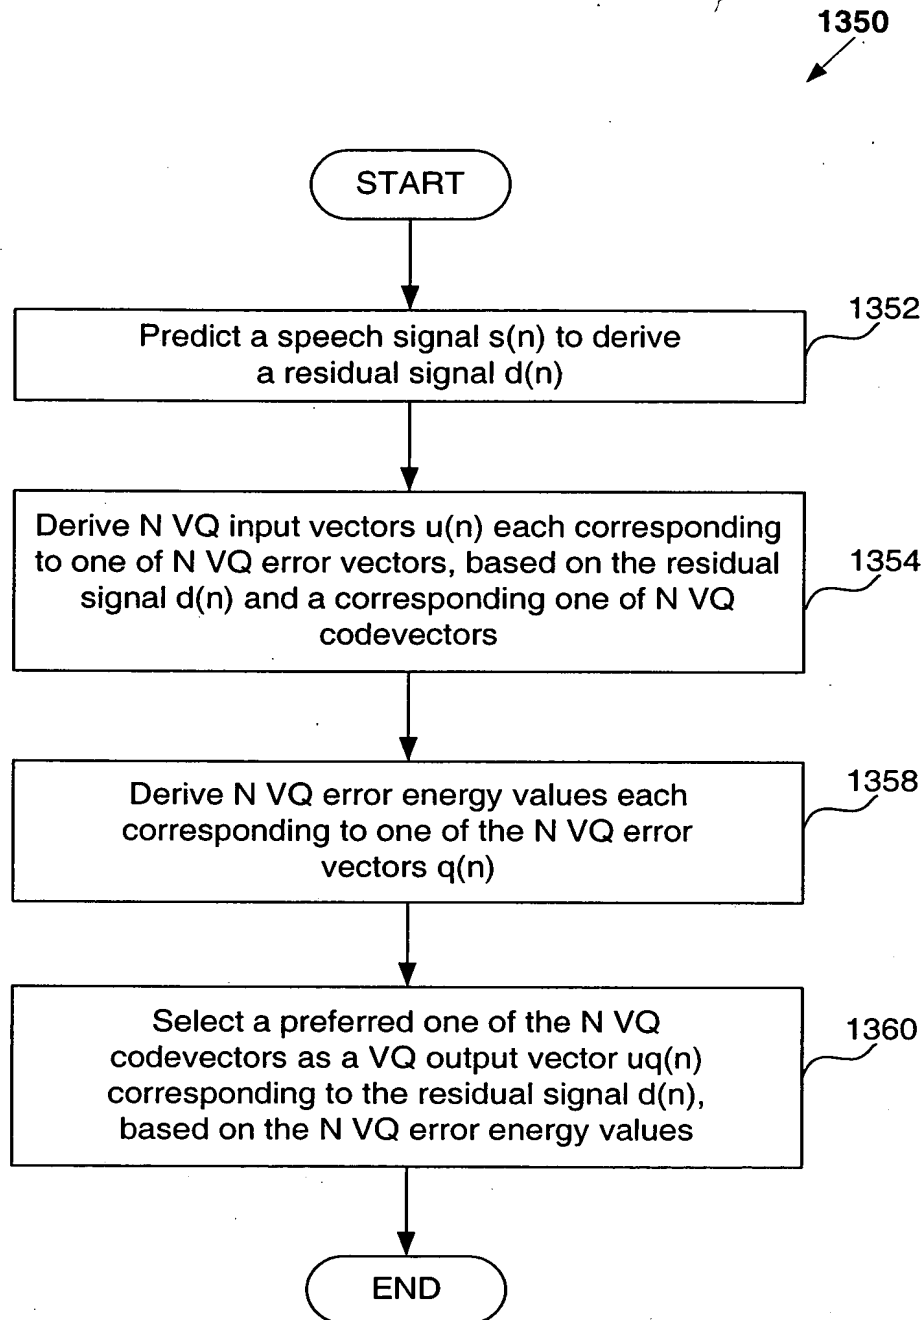 1350
START
1352
Predict a speech signal s(n) to derive
a residual signal d(n)
Derive N VQ input vectors u(n) each corresponding
to one of N VQ error vectors, based on the residual
signal d(n) and a corresponding one of N VQ
codevectors
1354
1358
Derive N VQ error energy values each
corresponding to one of the N VQ error
vectors q(n)
Select a preferred one of the N VQ
codevectors as a VQ output vector uq(n)
corresponding to the residual signal d(n),
based on the N VQ error energy values
1360
END